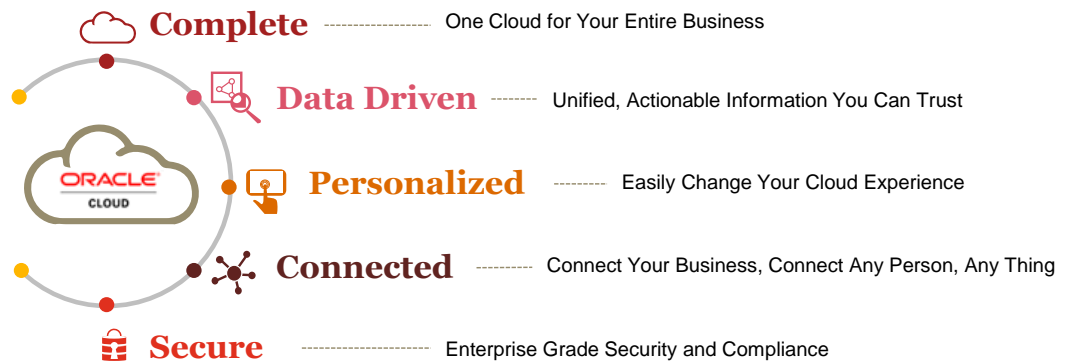 Complete
One Cloud for Your Entire Business
Data Driven
Unified, Actionable Information You Can Trust
ORACLE®
CLOUD
Personalized
Easily Change Your Cloud Experience
Connected
Connect Your Business, Connect Any Person, Any Thing
Secure
Enterprise Grade Security and Compliance